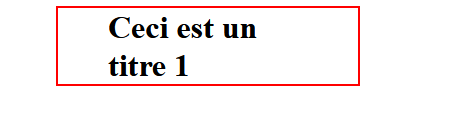 Ceci est un
titre 1